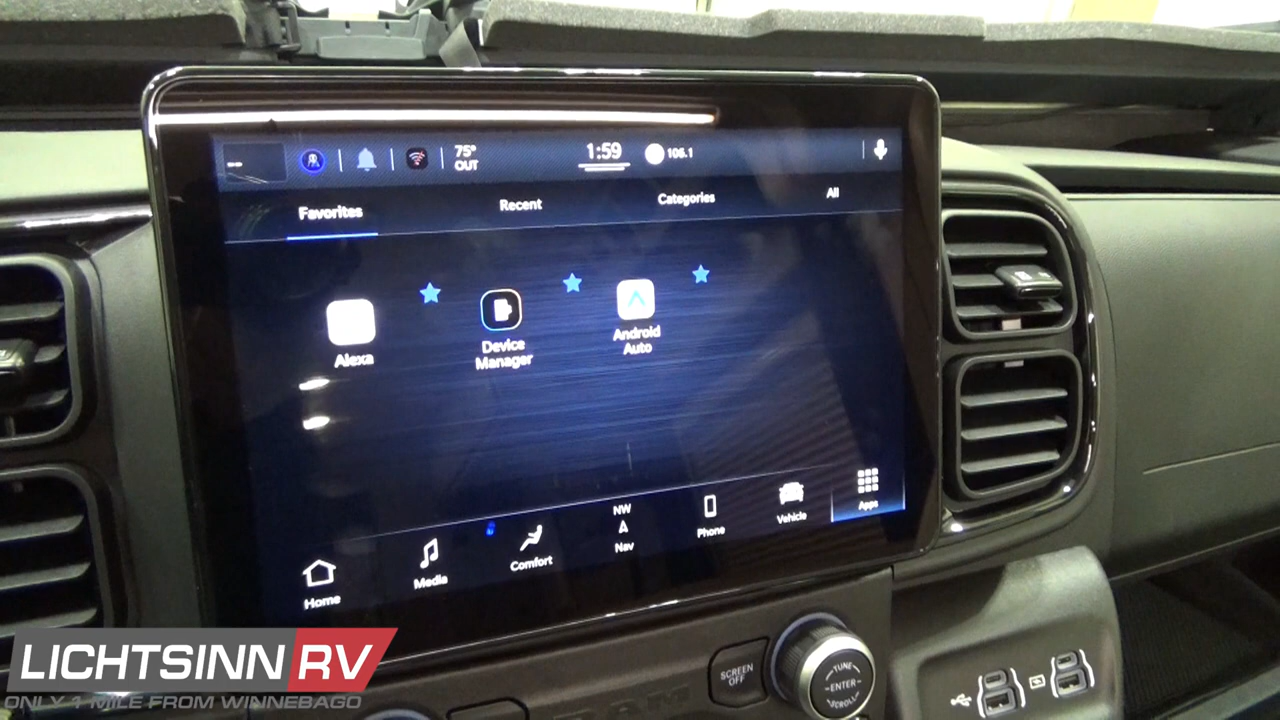 75°
OUT
1:59
106.1
Favorites
Recent
Categories
All
Alexa
Device
Manager
Android
Auto
Home
Media
Comfort
NW
Nav
Phone
Vehicle
Apps
SCREEN
OFF
TUNE
ENTER
SCROLL
RAM
LICHTSINN RV
ONLY 1 MILE FROM WINNEBAGO